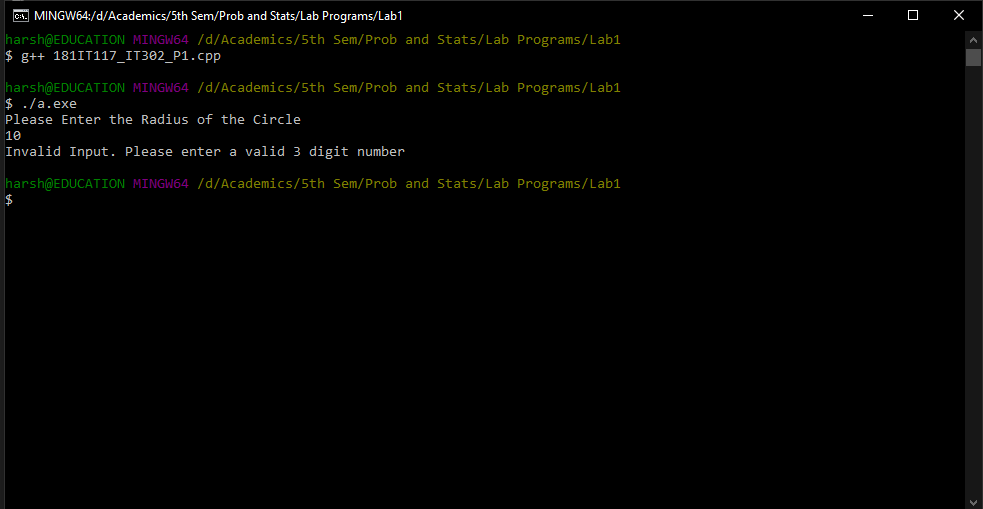 MINGW64:/d/Academics/5th Sem/Prob and Stats/Lab Programs/Lab1
harsh@EDUCATION MINGW64 /d/Academics/5th Sem/Prob and Stats/Lab Programs/Lab1
$ g++ 181IT117_IT302_P1.cpp
harsh@EDUCATION MINGW64 /d/Academics/5th Sem/Prob and Stats/Lab Programs/Lab1
$ ./a.exe
Please Enter the Radius of the Circle
10
Invalid Input. Please enter a valid 3 digit number
harsh@EDUCATION MINGW64 /d/Academics/5th Sem/Prob and Stats/Lab Programs/Lab1
$